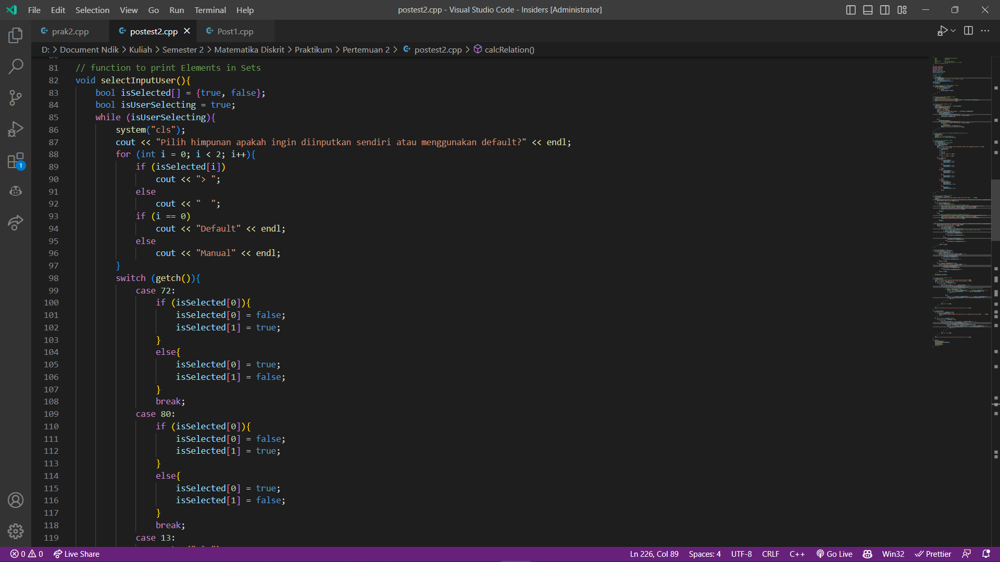 File Edit Selection View Go Run Terminal Help
postest2.cpp - Visual Studio Code - Insiders [Administrator]
prak2.cpp postest2.cpp Post1.cpp
D: > Document Ndik > Kuliah > Semester 2 > Matematika Diskrit > Praktikum > Pertemuan 2 > postest2.cpp > calcRelation()
81 // function to print Elements in Sets
82 void selectInputUser(){
83 bool isSelected[] = {true, false};
84 bool isUserSelecting = true;
85 while (isUserSelecting){
86 system("cls");
87 cout << "Pilih himpunan apakah ingin diinputkan sendiri atau menggunakan default?" << endl;
88 for (int i = 0; i < 2; i++){
89 if (isSelected[i])
90 cout << "> ";
91 else
92 cout << "  ";
93 if (i == 0)
94 cout << "Default" << endl;
95 else
96 cout << "Manual" << endl;
97 }
98 switch (getch()){
99 case 72:
100 if (isSelected[0]){
101 isSelected[0] = false;
102 isSelected[1] = true;
103 }
104 else{
105 isSelected[0] = true;
106 isSelected[1] = false;
107 }
108 break;
109 case 80:
110 if (isSelected[0]){
111 isSelected[0] = false;
112 isSelected[1] = true;
113 }
114 else{
115 isSelected[0] = true;
116 isSelected[1] = false;
117 }
118 break;
119 case 13:
1
0 0 Live Share
Ln 226, Col 89 Spaces: 4 UTF-8 CRLF C++ Go Live Win32 Prettier